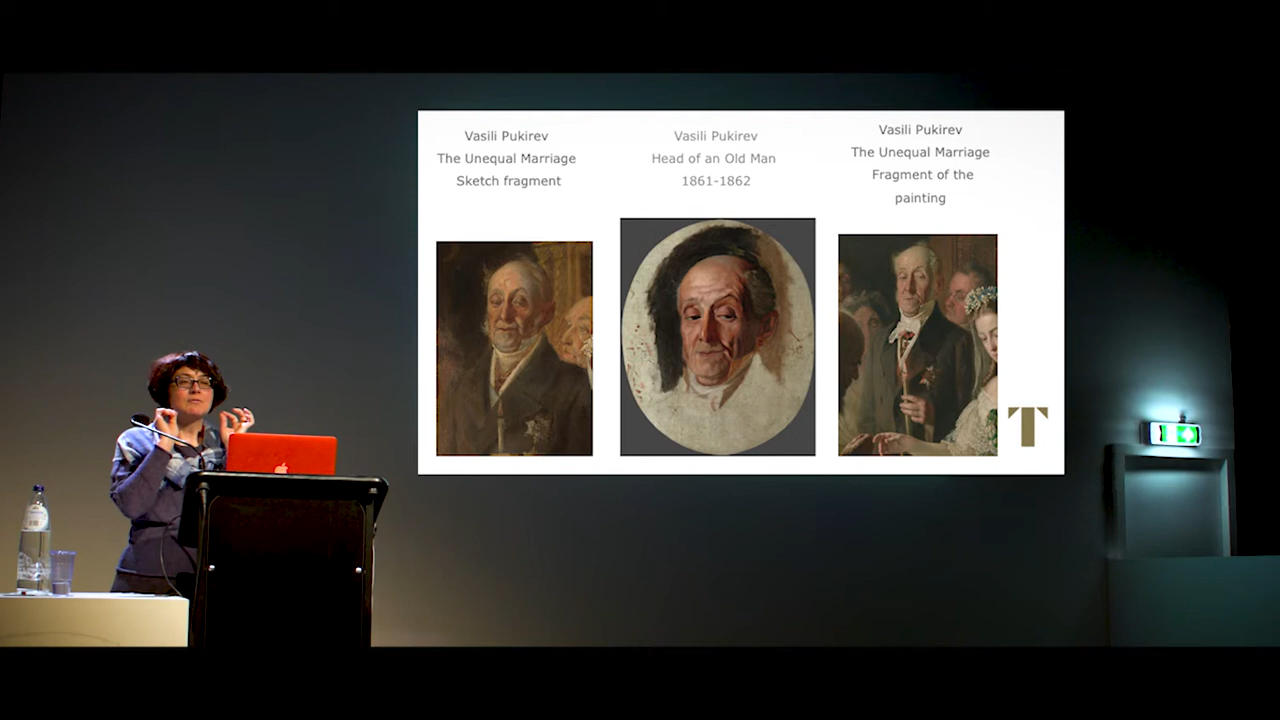 Vasili Pukirev
The Unequal Marriage
Sketch fragment
Vasili Pukirev
Head of an Old Man
1861-1862
Vasili Pukirev
The Unequal Marriage
Fragment of the
painting
T